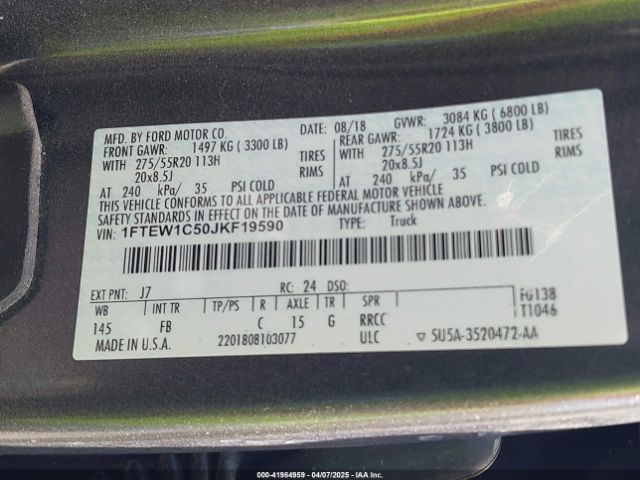 MFD. BY FORD MOTOR CO.
DATE: 08/18 GVWR: 3084 KG ( 6800 LB)
FRONT GAWR: 1497 KG ( 3300 LB) REAR GAWR: 1724 KG ( 3800 LB)
WITH 275/55R20 113H TIRES WITH 275/55R20 113H TIRES
20x8.5J RIMS 20x8.5J RIMS
AT 240 kPa/ 35 PSI COLD AT 240 kPa/ 35 PSI COLD
THIS VEHICLE CONFORMS TO ALL APPLICABLE FEDERAL MOTOR VEHICLE
SAFETY STANDARDS IN EFFECT ON THE DATE OF MANUFACTURE SHOWN ABOVE.
VIN: 1FTEW1C50JKF19590 TYPE: Truck
EXT PNT: J7 RC: 24 DSO: F0138
WB INT TR TP/PS R AXLE TR SPR T1046
145 FB C 15 G RRCC
MADE IN U.S.A. 2201808103077 ULC ▽ 5U5A-3520472-AA
000-41984959 - 04/07/2025 - IAAI.COM